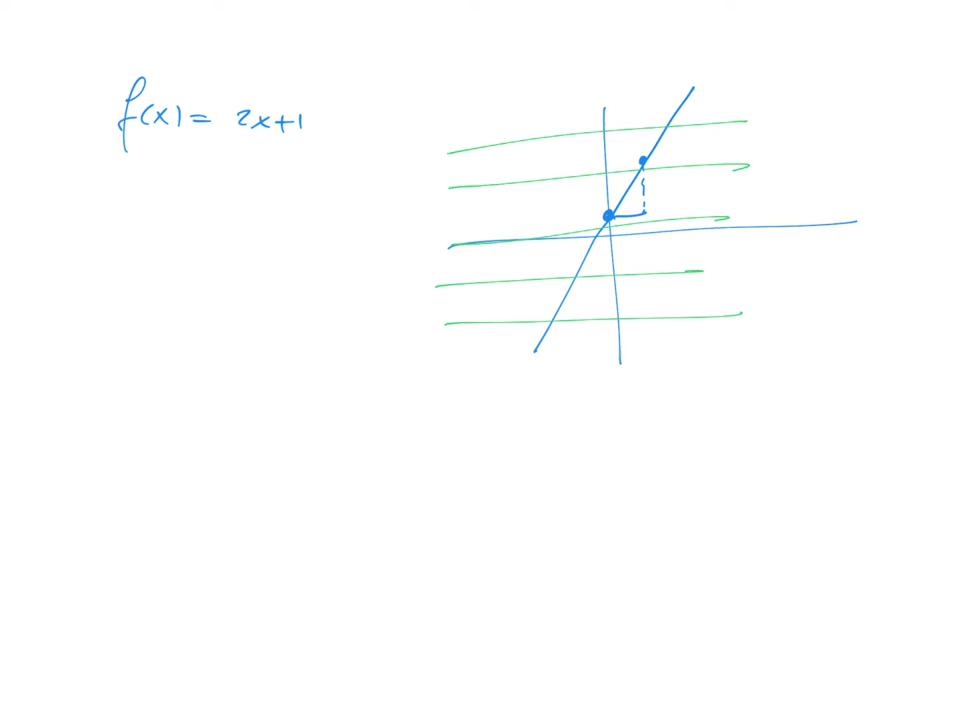 f(x) = 2x+1